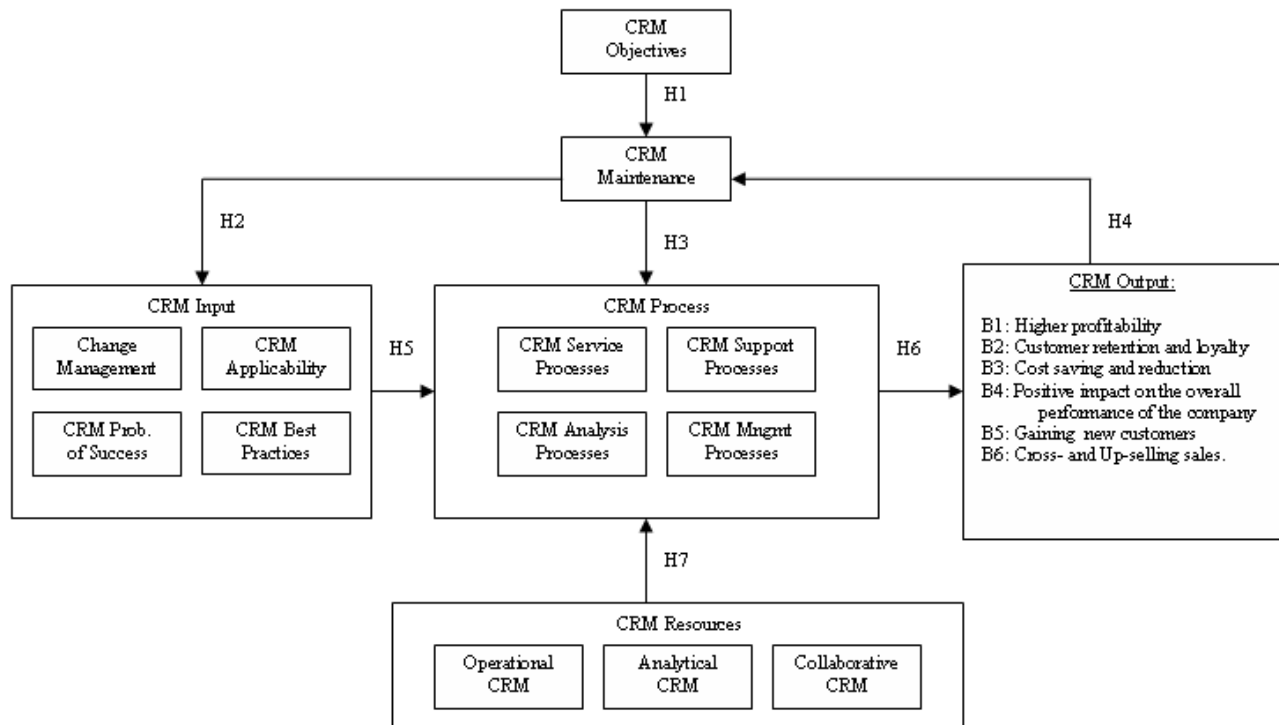 CRM
Objectives
H1
CRM
Maintenance
H2
H3
H4
CRM Input
Change
Management
CRM
Applicability
CRM Prob.
of Success
CRM Best
Practices
H5
CRM Process
CRM Service
Processes
CRM Support
Processes
CRM Analysis
Processes
CRM Mngmt
Processes
H6
CRM Output:
B1: Higher profitability
B2: Customer retention and loyalty
B3: Cost saving and reduction
B4: Positive impact on the overall
performance of the company
B5: Gaining new customers
B6: Cross- and Up-selling sales.
H7
CRM Resources
Operational
CRM
Analytical
CRM
Collaborative
CRM